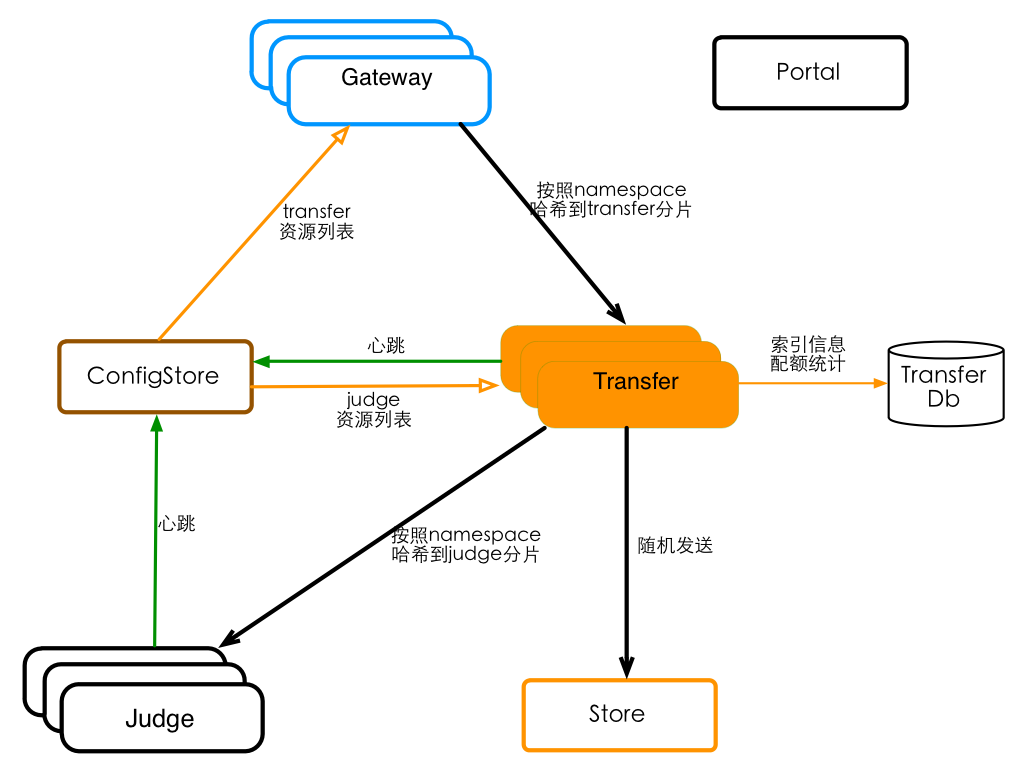 Gateway
Portal
按照namespace
哈希到transfer分片
transfer
资源列表
心跳
索引信息
配额统计
ConfigStore
Transfer
Transfer
Db
judge
资源列表
心跳
按照namespace
哈希到judge分片
随机发送
Judge
Store